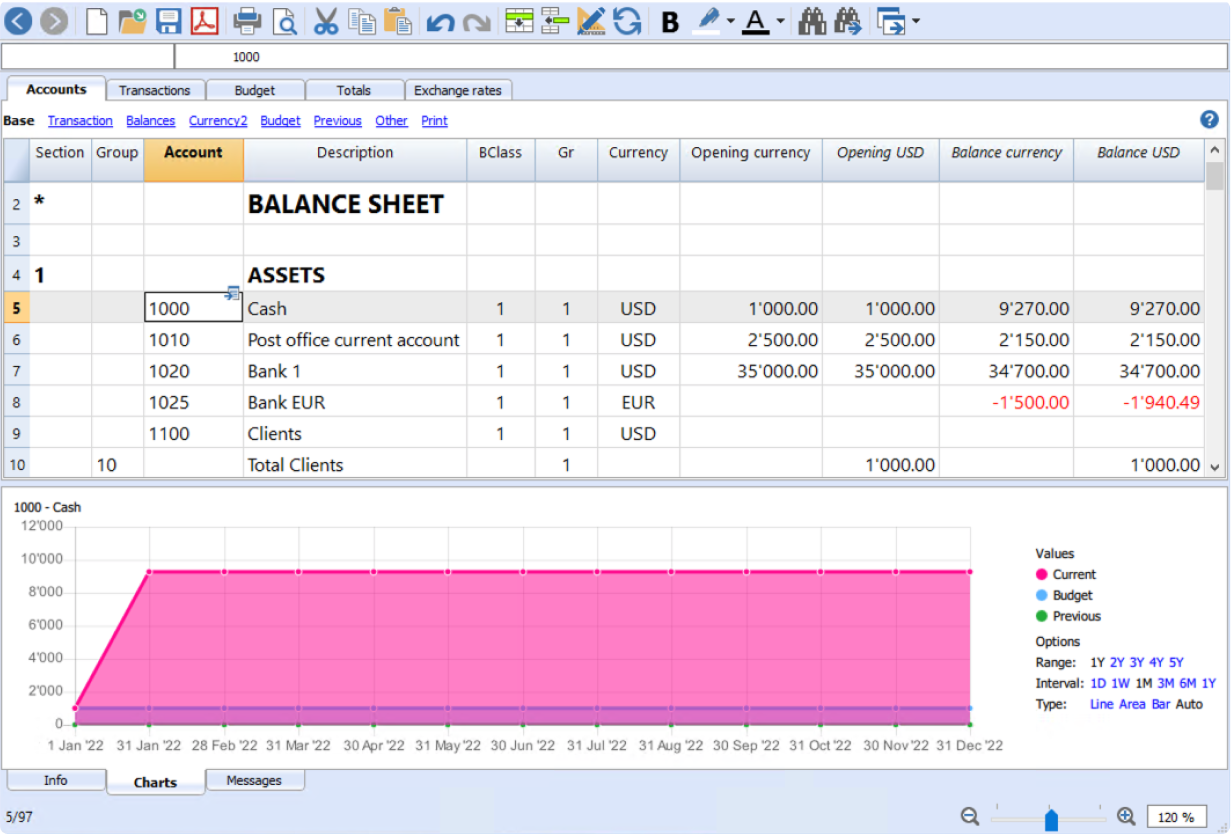 B A
1000
Accounts Transactions Budget Totals Exchange rates
Base Transaction Balances Currency2 Budget Previous Other Print ?
Section Group Account Description BClass Gr Currency Opening currency Opening USD Balance currency Balance USD
2 * BALANCE SHEET
3
4 1 ASSETS
5 1000 Cash 1 1 USD 1'000.00 1'000.00 9'270.00 9'270.00
6 1010 Post office current account 1 1 USD 2'500.00 2'500.00 2'150.00 2'150.00
7 1020 Bank 1 1 1 USD 35'000.00 35'000.00 34'700.00 34'700.00
8 1025 Bank EUR 1 1 EUR -1'500.00 -1'940.49
9 1100 Clients 1 1 USD
10 10 Total Clients 1 1'000.00 1'000.00
1000 - Cash
12'000
10'000
8'000
6'000
4'000
2'000
0
1 Jan '22 31 Jan '22 28 Feb '22 31 Mar '22 30 Apr '22 31 May '22 30 Jun '22 31 Jul '22 31 Aug '22 30 Sep '22 31 Oct '22 30 Nov '22 31 Dec '22
Values
Current
Budget
Previous
Options
Range: 1Y 2Y 3Y 4Y 5Y
Interval: 1D 1W 1M 3M 6M 1Y
Type: Line Area Bar Auto
Info Charts Messages
5/97 120 %